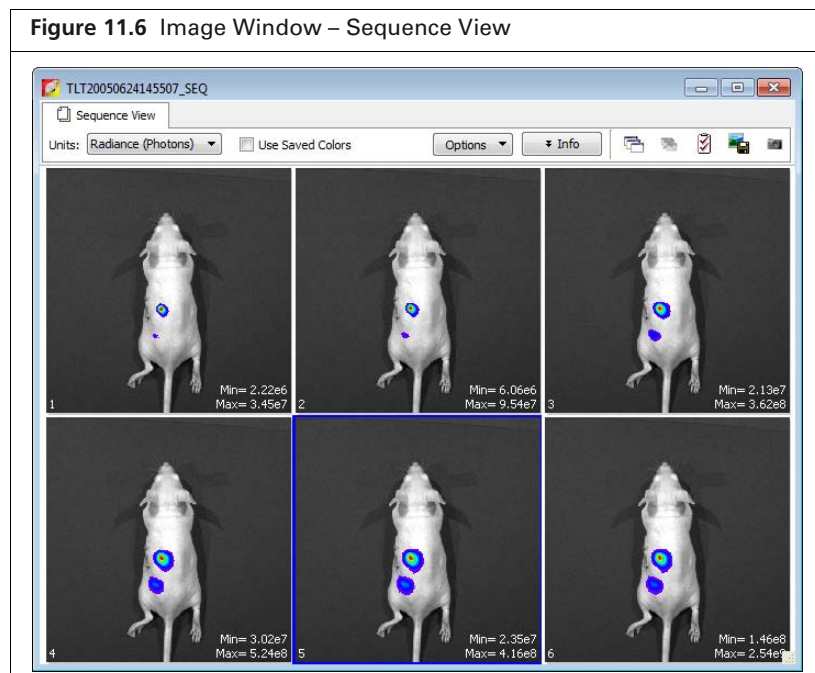 Figure 11.6 Image Window – Sequence View
TLT20050624145507_SEQ
Sequence View
Units: Radiance (Photons) Use Saved Colors Options Info
Min= 2.22e6
1 Max= 3.45e7
Min= 6.06e6
2 Max= 9.54e7
Min= 2.13e7
3 Max= 3.62e8
Min= 3.02e7
4 Max= 5.24e8
Min= 2.35e7
5 Max= 4.16e8
Min= 1.46e8
6 Max= 2.54e9